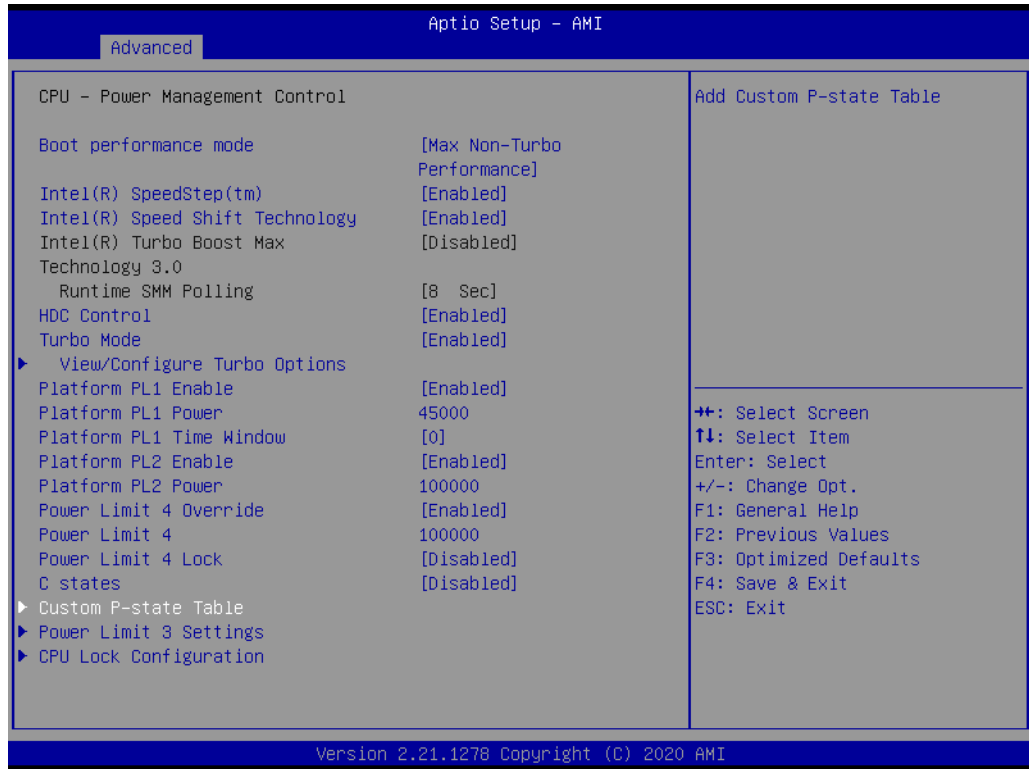 Aptio Setup – AMI
Advanced
CPU – Power Management Control
Boot performance mode [Max Non-Turbo
Performance]
Intel(R) SpeedStep(tm) [Enabled]
Intel(R) Speed Shift Technology [Enabled]
Intel(R) Turbo Boost Max [Disabled]
Technology 3.0
Runtime SMM Polling [8 Sec]
HDC Control [Enabled]
Turbo Mode [Enabled]
View/Configure Turbo Options
Platform PL1 Enable [Enabled]
Platform PL1 Power 45000
Platform PL1 Time Window [0]
Platform PL2 Enable [Enabled]
Platform PL2 Power 100000
Power Limit 4 Override [Enabled]
Power Limit 4 100000
Power Limit 4 Lock [Disabled]
C states [Disabled]
Custom P-state Table
Power Limit 3 Settings
CPU Lock Configuration
Add Custom P-state Table
→←: Select Screen
↑↓: Select Item
Enter: Select
+/-: Change Opt.
F1: General Help
F2: Previous Values
F3: Optimized Defaults
F4: Save & Exit
ESC: Exit
Version 2.21.1278 Copyright (C) 2020 AMI